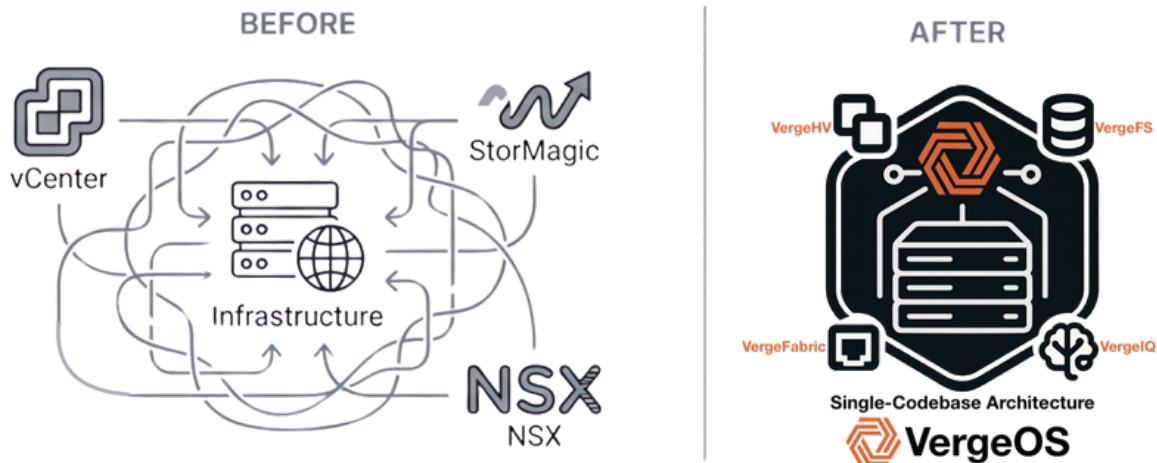 BEFORE
vCenter
StorMagic
Infrastructure
NSX
NSX
AFTER
VergeHV
VergeFS
VergeFabric
VergeIQ
Single-Codebase Architecture
VergeOS